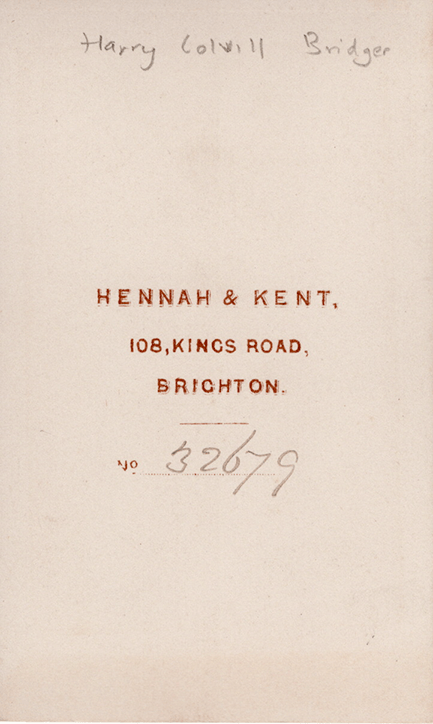 Harry Colvill Bridger
HENNAH & KENT,
108, KINGS ROAD,
BRIGHTON.
No 32679